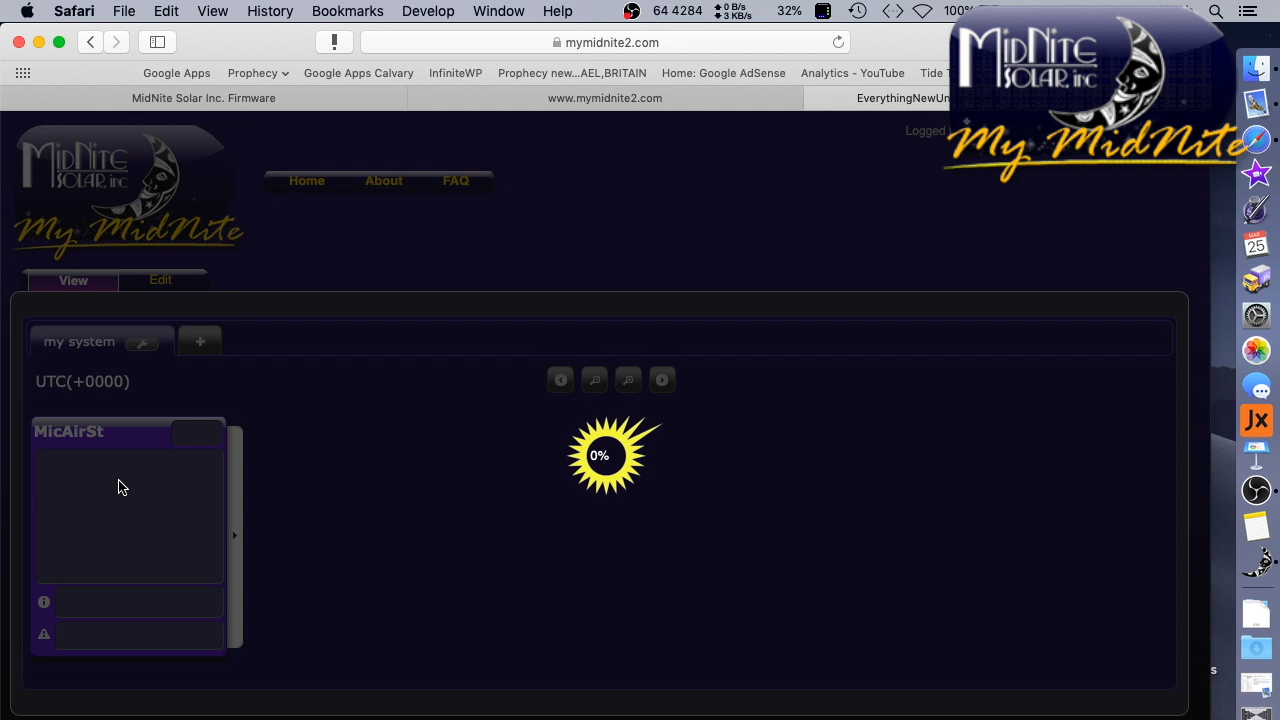 Safari File Edit View History Bookmarks Develop Window Help 64 4284 0 B/s 3 KB/s 32% 100%
mymidnite2.com
Google Apps Prophecy Google Apps Calvary InfiniteWP Prophecy new...AEL,BRITAIN Home: Google AdSense Analytics - YouTube Tide T
MidNite Solar Inc. Firmware www.mymidnite2.com EverythingNewUn
MidNite
Solar, inc
My MidNite
Logged
MidNite
Solar, inc
My MidNite
Home About FAQ
View Edit
my system +
UTC(+0000)
MicAirSt
0%
MAR
25
Jx
s